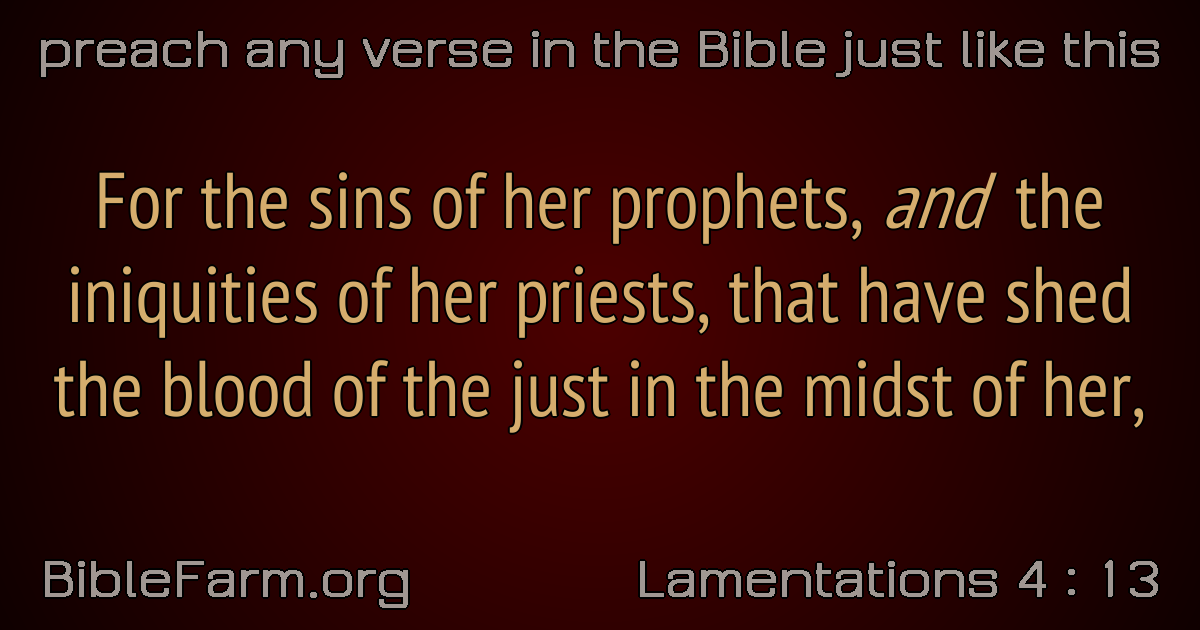 preach any verse in the Bible just like this
For the sins of her prophets, and the
iniquities of her priests, that have shed
the blood of the just in the midst of her,
BibleFarm.org
Lamentations 4 : 13